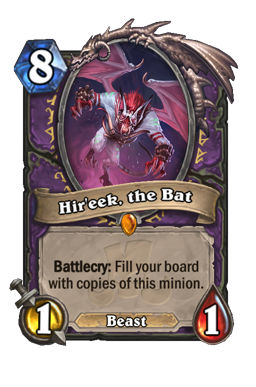 8
Hir'eek, the Bat
Battlecry: Fill your board
with copies of this minion.
1
Beast
1